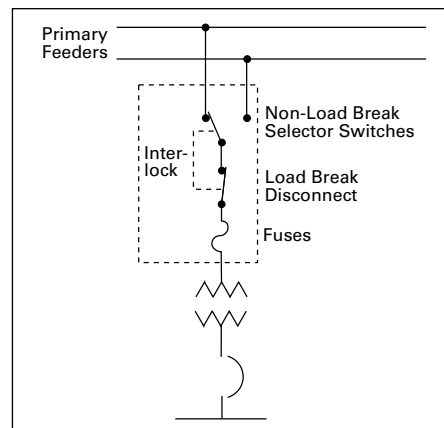 Primary
Feeders
Non-Load Break
Selector Switches
Inter-
lock
Load Break
Disconnect
Fuses